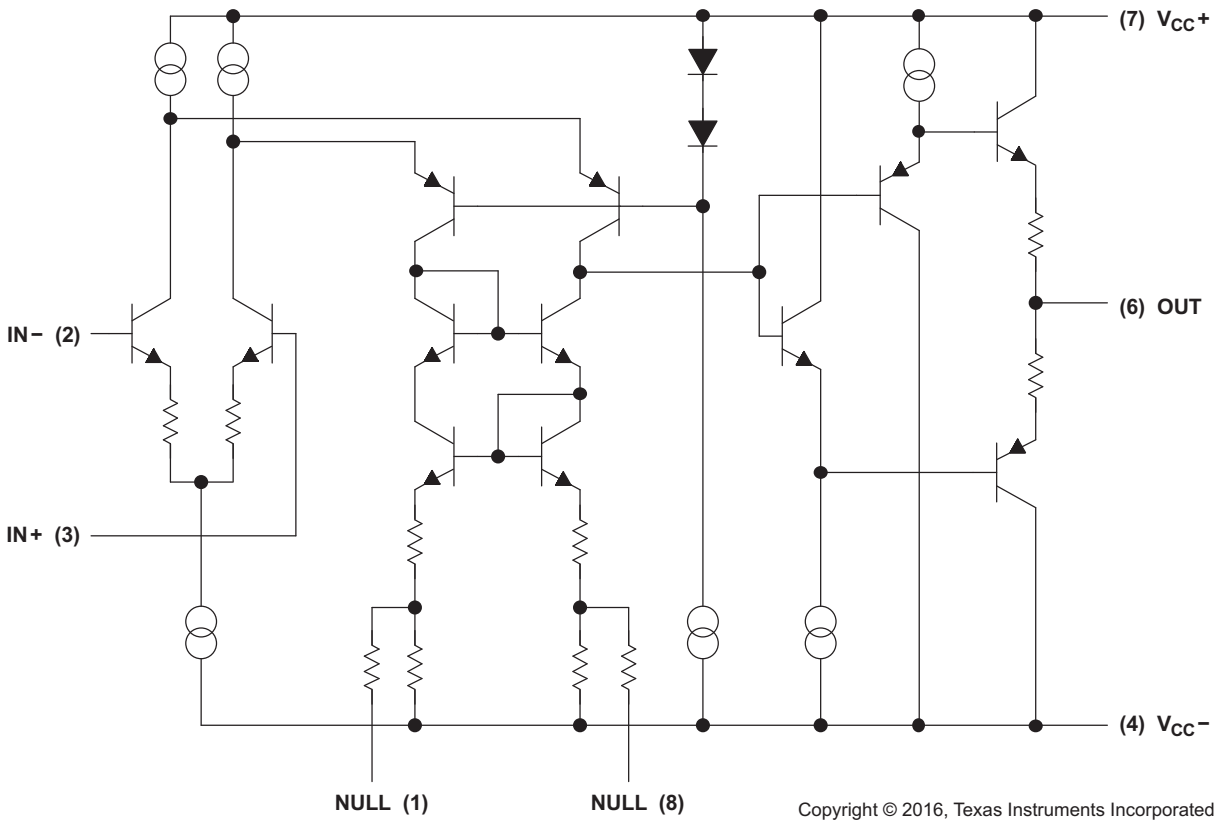 (7) VCC+
IN− (2)
(6) OUT
IN+ (3)
(4) VCC−
NULL (1)
NULL (8)
Copyright © 2016, Texas Instruments Incorporated